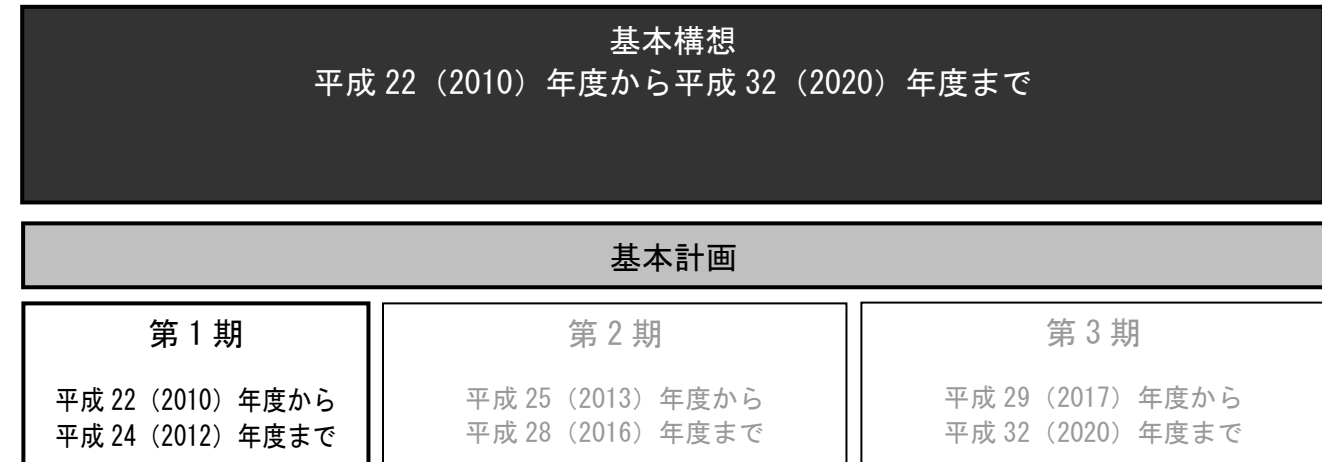 基本構想
平成 22（2010）年度から平成 32（2020）年度まで
基本計画
第 1 期
平成 22（2010）年度から
平成 24（2012）年度まで
第 2 期
平成 25（2013）年度から
平成 28（2016）年度まで
第 3 期
平成 29（2017）年度から
平成 32（2020）年度まで